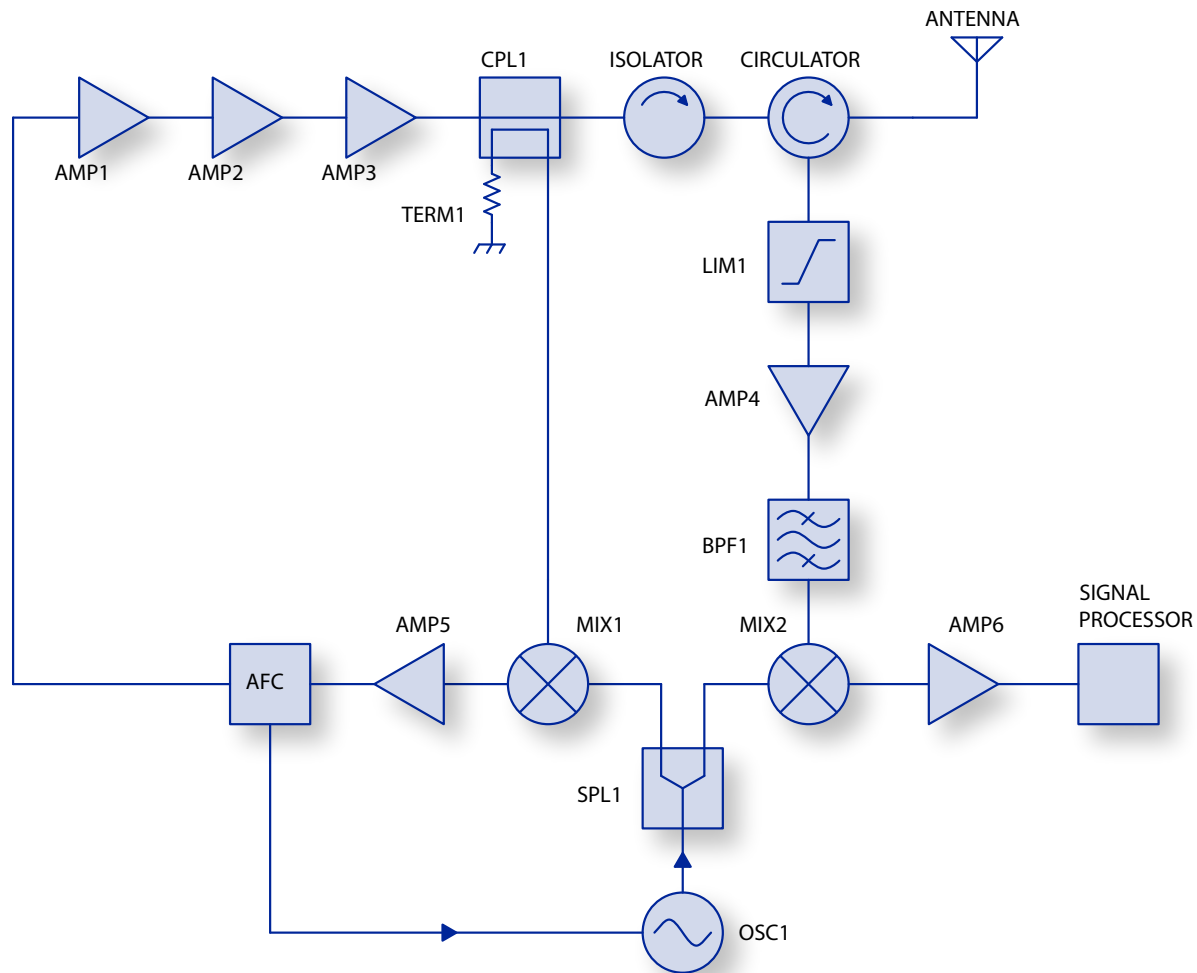 ANTENNA
CPL1
ISOLATOR
CIRCULATOR
AMP1
AMP2
AMP3
TERM1
LIM1
AMP4
BPF1
SIGNAL
PROCESSOR
AMP5
MIX1
MIX2
AMP6
AFC
SPL1
OSC1